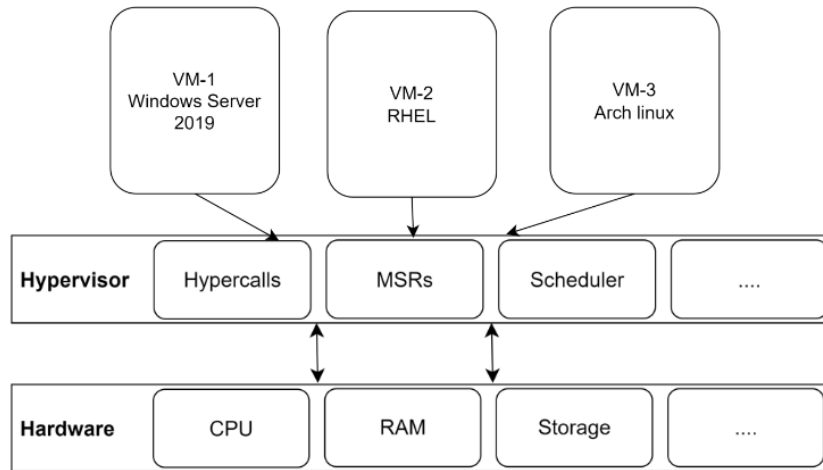 VM-1
Windows Server
2019
VM-2
RHEL
VM-3
Arch linux
Hypervisor
Hypercalls
MSRs
Scheduler
....
Hardware
CPU
RAM
Storage
....